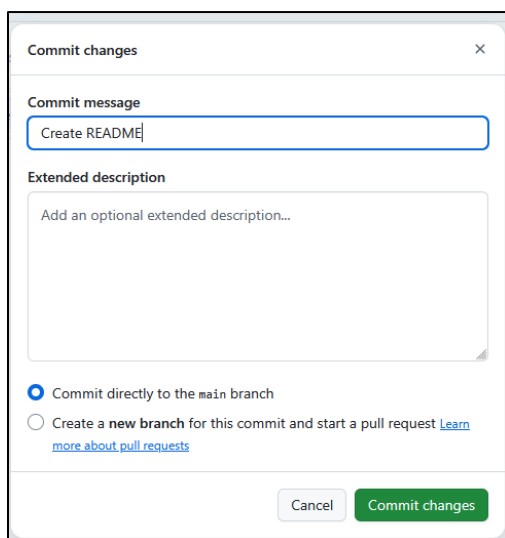 Commit changes
Commit message
Create README
Extended description
Add an optional extended description...
Commit directly to the main branch
Create a new branch for this commit and start a pull request Learn
more about pull requests
Cancel
Commit changes